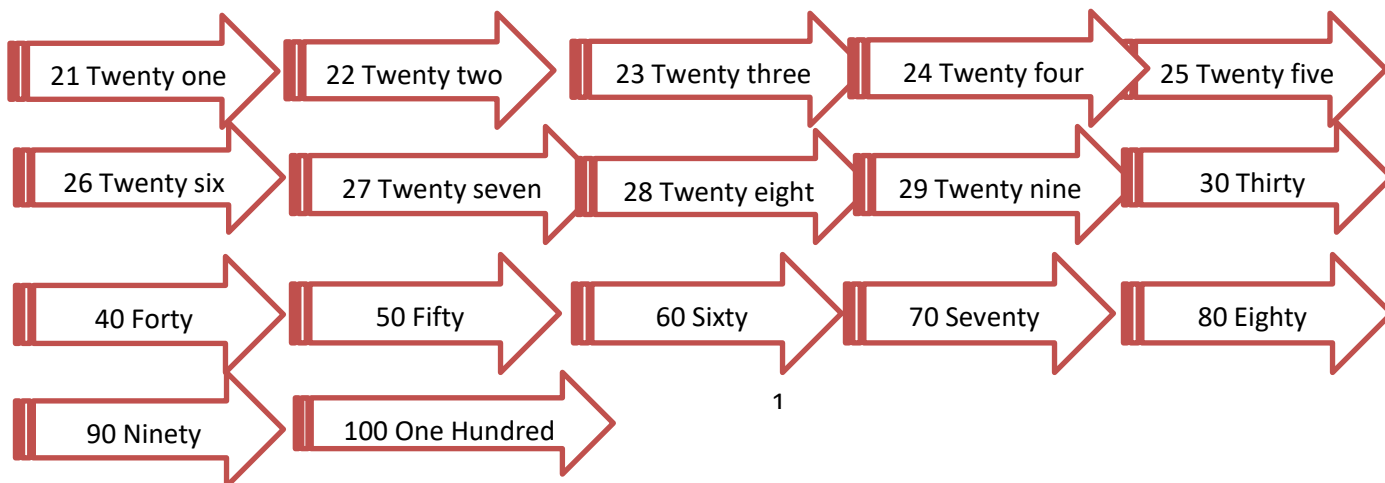 21 Twenty one 22 Twenty two 23 Twenty three 24 Twenty four 25 Twenty five
26 Twenty six 27 Twenty seven 28 Twenty eight 29 Twenty nine 30 Thirty
40 Forty 50 Fifty 60 Sixty 70 Seventy 80 Eighty
90 Ninety 100 One Hundred 1